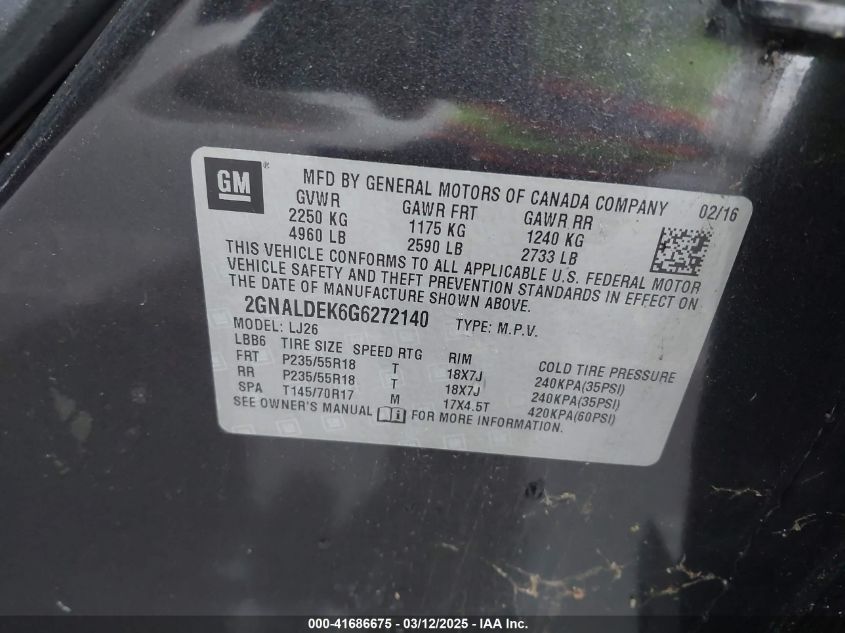 GM ® MFD BY GENERAL MOTORS OF CANADA COMPANY 02/16
GVWR GAWR FRT GAWR RR
2250 KG 1175 KG 1240 KG
4960 LB 2590 LB 2733 LB
THIS VEHICLE CONFORMS TO ALL APPLICABLE U.S. FEDERAL MOTOR
VEHICLE SAFETY AND THEFT PREVENTION STANDARDS IN EFFECT ON
THE DATE OF MANUFACTURE SHOWN ABOVE.
2GNALDEK6G6272140 TYPE: M.P.V.
MODEL: LJ26
LBB6 TIRE SIZE SPEED RTG RIM COLD TIRE PRESSURE
FRT P235/55R18 T 18X7J 240KPA(35PSI)
RR P235/55R18 T 18X7J 240KPA(35PSI)
SPA T145/70R17 M 17X4.5T 420KPA(60PSI)
SEE OWNER'S MANUAL i FOR MORE INFORMATION.
000-41686675 - 03/12/2025 - IAA Inc.